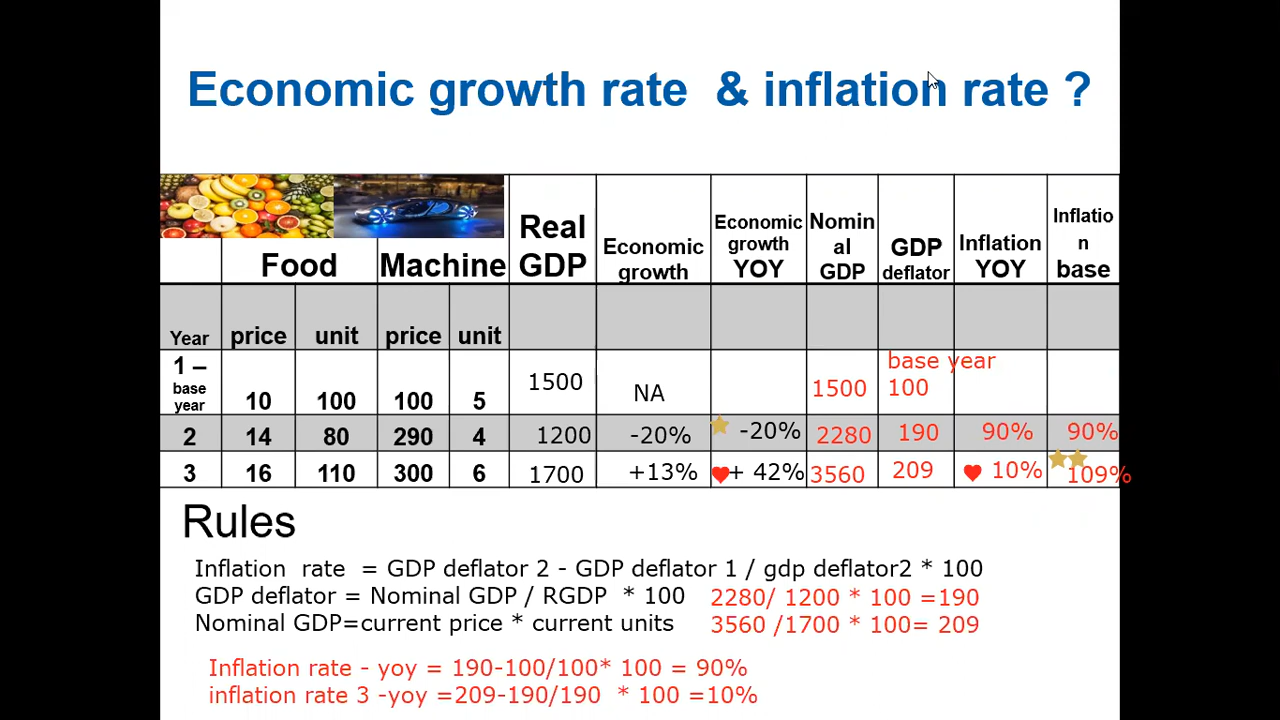 Economic growth rate & inflation rate ?
Food Machine Real GDP Economic growth Economic growth YOY Nominal GDP GDP deflator Inflation YOY Inflation base
Year price unit price unit
1 – base year 10 100 100 5 1500 NA 1500 base year 100
2 14 80 290 4 1200 -20% -20% 2280 190 90% 90%
3 16 110 300 6 1700 +13% + 42% 3560 209 10% 109%
Rules
Inflation rate = GDP deflator 2 - GDP deflator 1 / gdp deflator2 * 100
GDP deflator = Nominal GDP / RGDP * 100 2280/ 1200 * 100 =190
Nominal GDP=current price * current units 3560 /1700 * 100= 209
Inflation rate - yoy = 190-100/100* 100 = 90%
inflation rate 3 -yoy =209-190/190 * 100 =10%